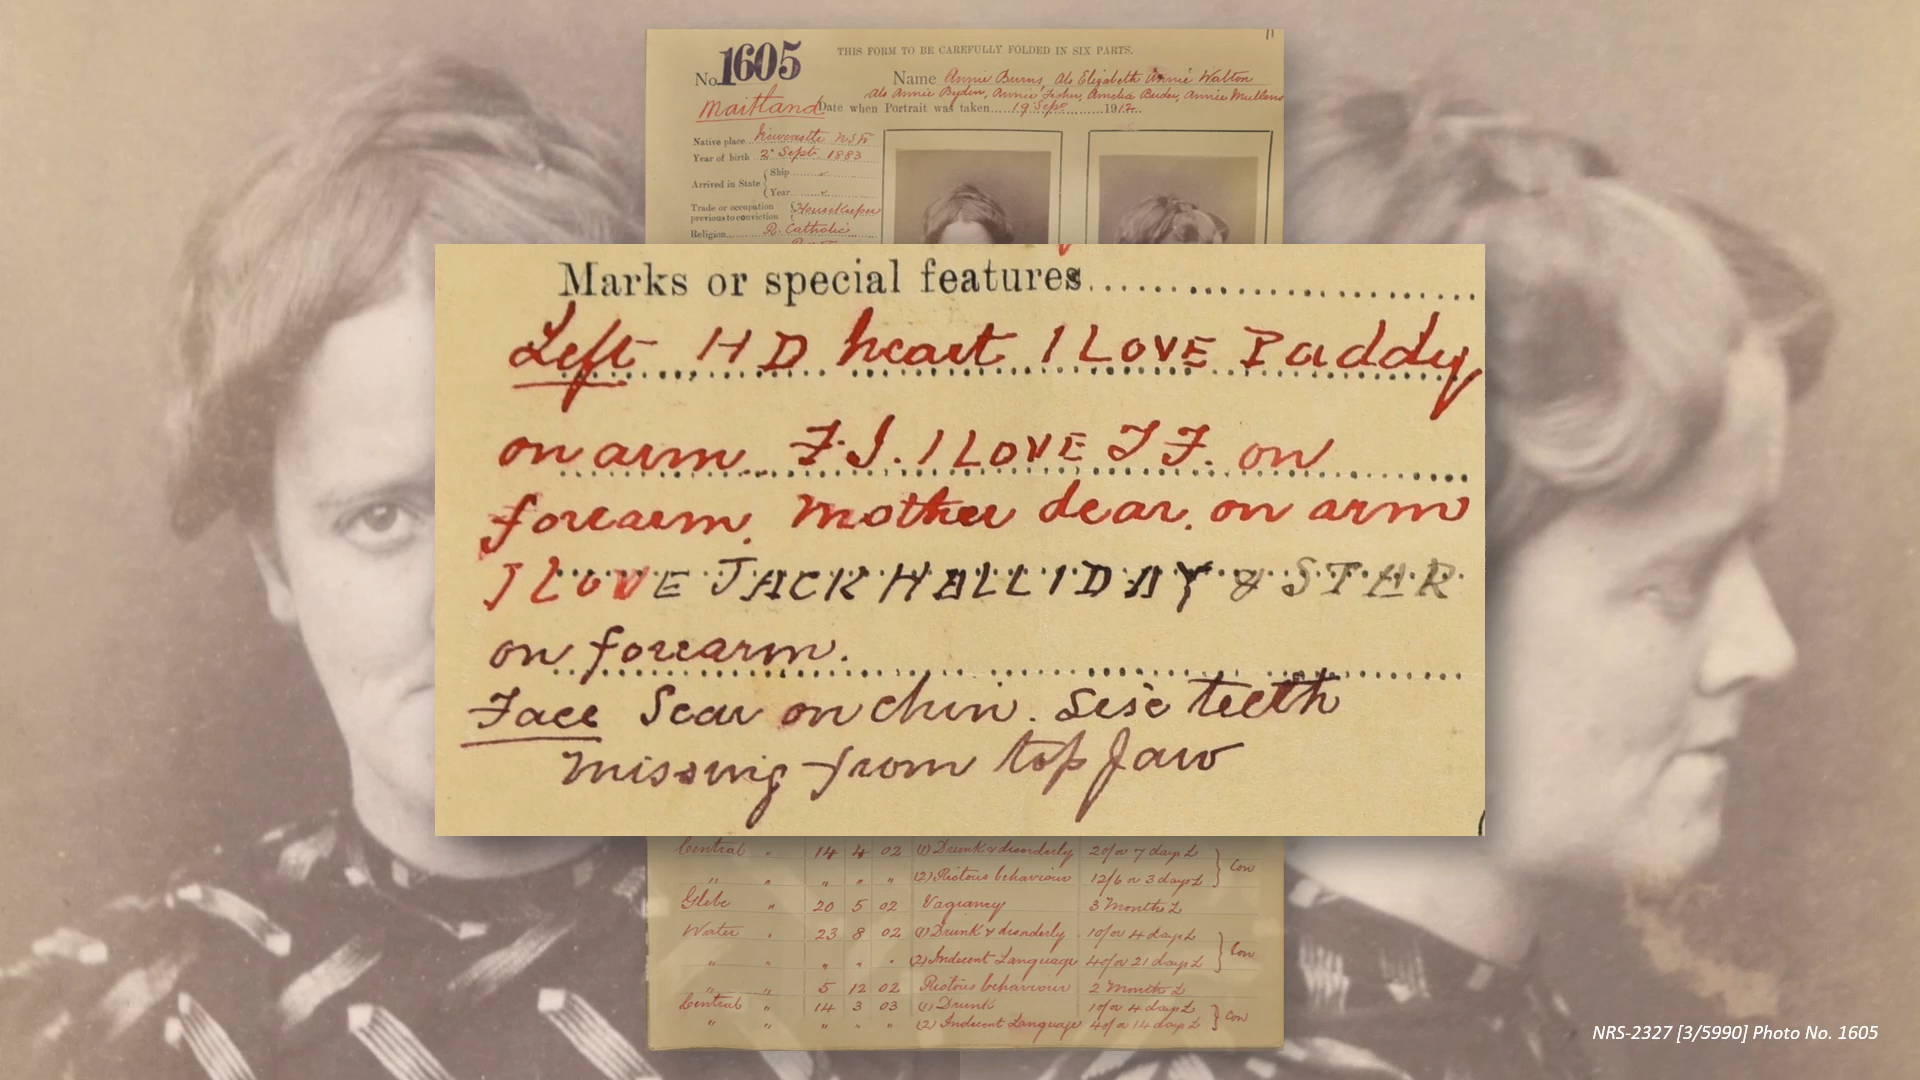 No. 1605
THIS FORM TO BE CAREFULLY FOLDED IN SIX PARTS.
Name Annie Burns, als Elizabeth Annie Walton
als Annie Byden, Annie Fisher, Amelia Annie Mullens
Maitland Date when Portrait was taken.....19 Sept...............1912..
Native place Newcastle NSW
Year of birth 2d Sept. 1883
Arrived in State { Ship
Year
Trade or occupation previous to conviction { Housekeeper
Religion R. Catholic
Marks or special features
Left H D heart I LOVE Paddy
on arm F.J. I LOVE J F. on
forearm. Mother dear. on arm
I LOVE JACK HALLIDAY & STAR
on forearm.
Face Scar on chin. teeth
missing from top Jaw
Central " 14 4 02 (1) Drunk & disorderly 20/ or 7 days L } Con
" " " " " (2) Riotous behaviour 12/6 or 3 days L
Glebe " 20 5 02 Vagrancy 3 Months L
Water " 23 8 02 (1) Drunk & disorderly 10/ or 4 days L } Con
" " " " " (2) Indecent Language 40/ or 21 days L
" " 5 12 02 Riotous behaviour 2 Months L
Central " 14 3 03 (1) Drunk 10/ or 4 days L } Con
" " " " " (2) Indecent Language 40/ or 14 days L
NRS-2327 [3/5990] Photo No. 1605